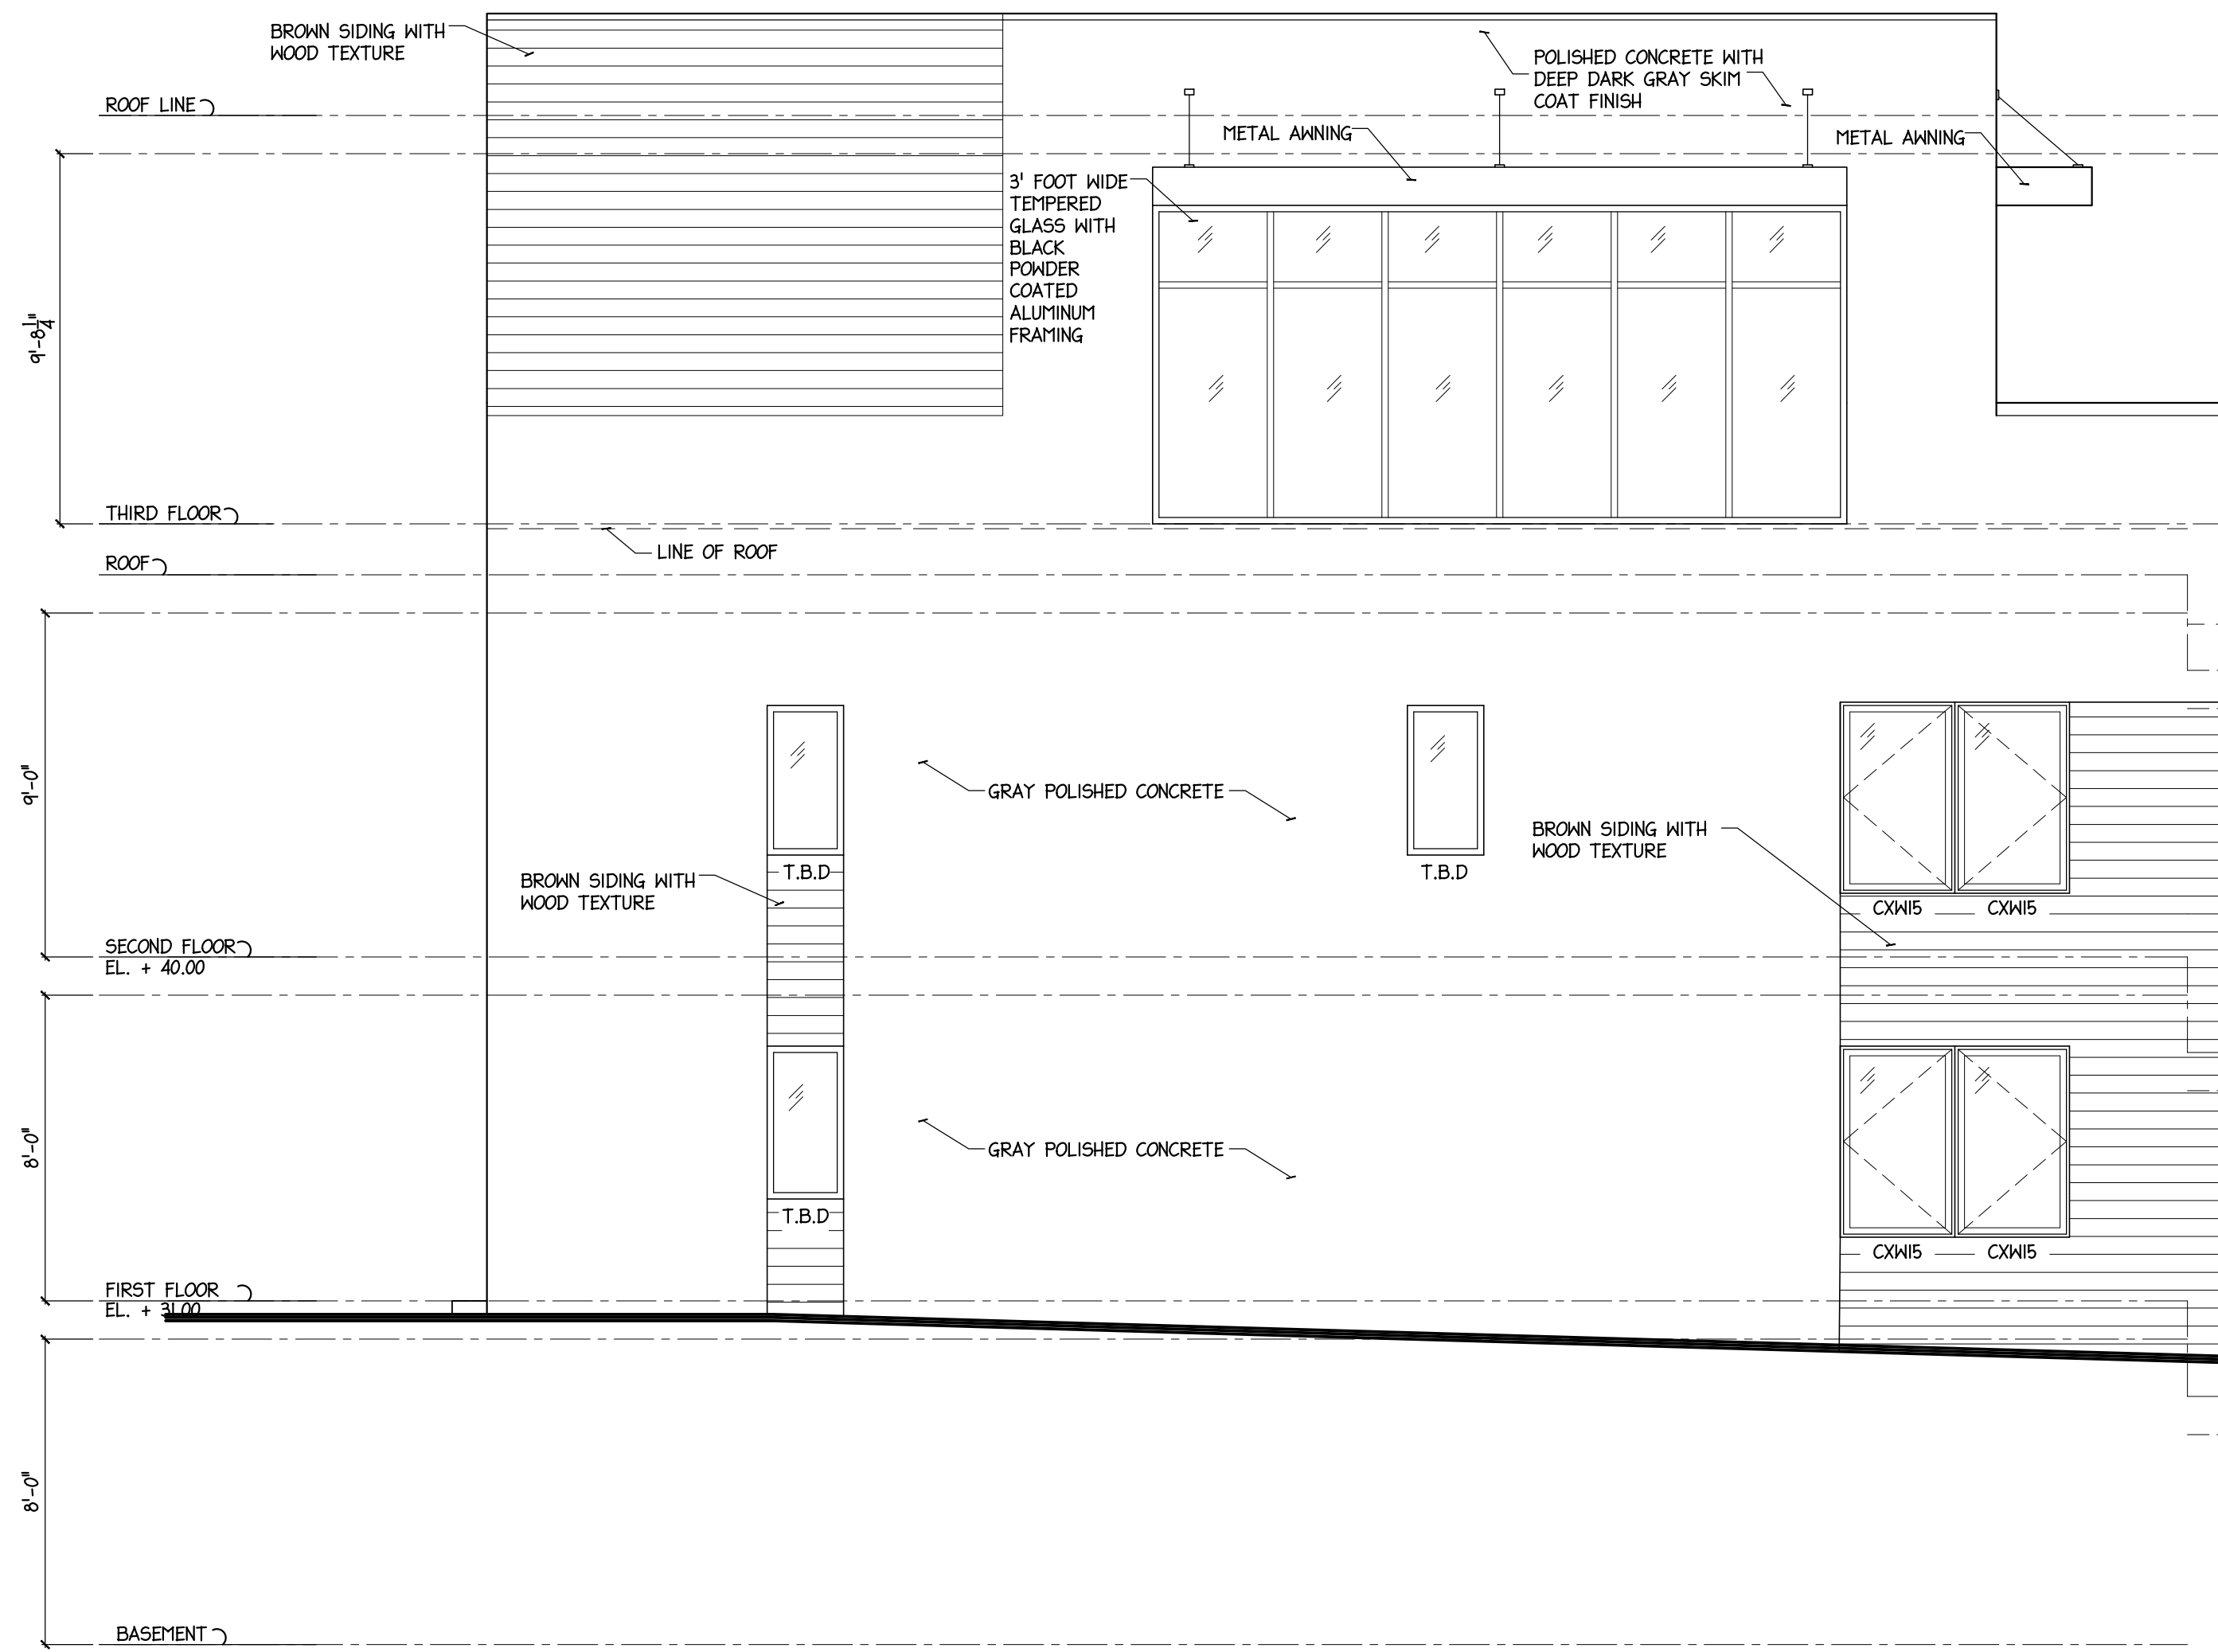 BROWN SIDING WITH
WOOD TEXTURE
POLISHED CONCRETE WITH
DEEP DARK GRAY SKIM
COAT FINISH
ROOF LINE
METAL AWNING
METAL AWNING
3' FOOT WIDE
TEMPERED
GLASS WITH
BLACK
POWDER
COATED
ALUMINUM
FRAMING
9'-8 1/4"
THIRD FLOOR
LINE OF ROOF
ROOF
9'-0"
GRAY POLISHED CONCRETE
BROWN SIDING WITH
WOOD TEXTURE
T.B.D
T.B.D
BROWN SIDING WITH
WOOD TEXTURE
CXW15
CXW15
SECOND FLOOR
EL. + 40.00
8'-0"
GRAY POLISHED CONCRETE
T.B.D
CXW15
CXW15
FIRST FLOOR
EL. + 31.00
8'-0"
BASEMENT